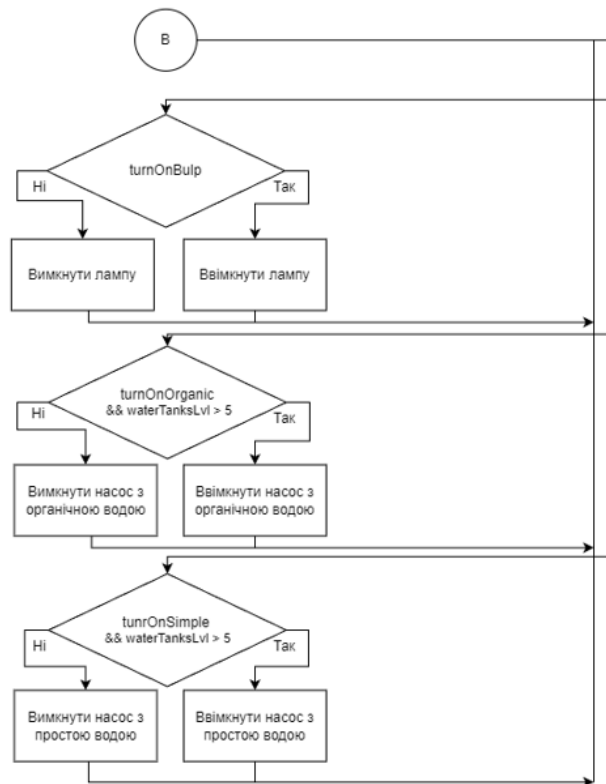 В
turnOnBulp
Ні
Так
Вимкнути лампу
Ввімкнути лампу
turnOnOrganic
&& waterTanksLvl > 5
Ні
Так
Вимкнути насос з
органічною водою
Ввімкнути насос з
органічною водою
tunrOnSimple
&& waterTanksLvl > 5
Ні
Так
Вимкнути насос з
простою водою
Ввімкнути насос з
простою водою